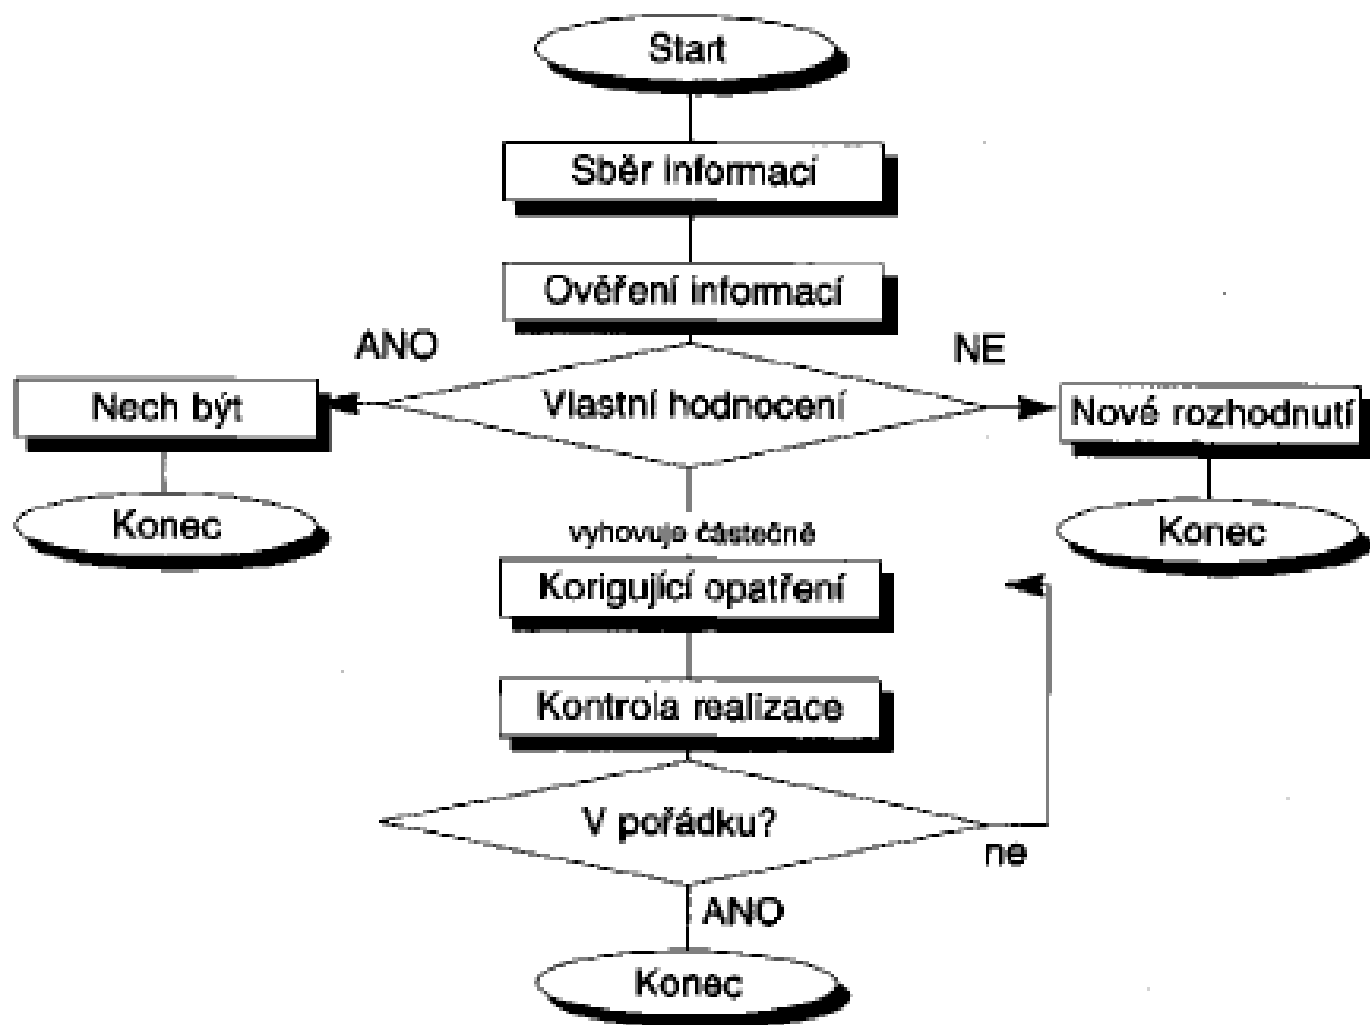 Start
Sběr informací
Ověření informací
ANO
NE
Nech být
Vlastní hodnocení
Nové rozhodnutí
Konec
Konec
vyhovuje částečně
Korigující opatření
Kontrola realizace
V pořádku?
ne
ANO
Konec